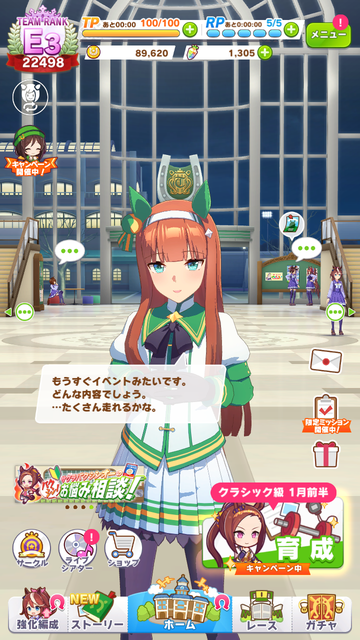 TEAM RANK
E3
22498
TP あと0:00:00 100/100
RP あと0:00:00 5/5
89,620
1,305
メニュー
キャンペーン
開催中！
もうすぐイベントみたいです。
どんな内容でしょう。
…たくさん走れるかな。
限定ミッション
開催中！
お悩み相談！
クラシック級 1月前半
育成
キャンペーン中
サークル
ライブ
シアター
ショップ
強化編成
NEW
ストーリー
ホーム
レース
ガチャ